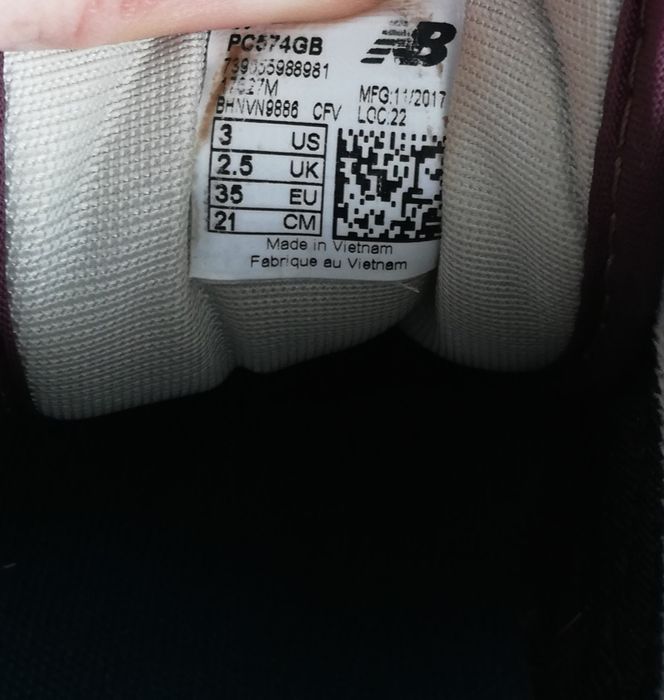 PC574GB
NB
BHNVN9886 CFV
MFG:11/2017
LOC:22
3 US
2.5 UK
35 EU
21 CM
Made in Vietnam
Fabrique au Vietnam